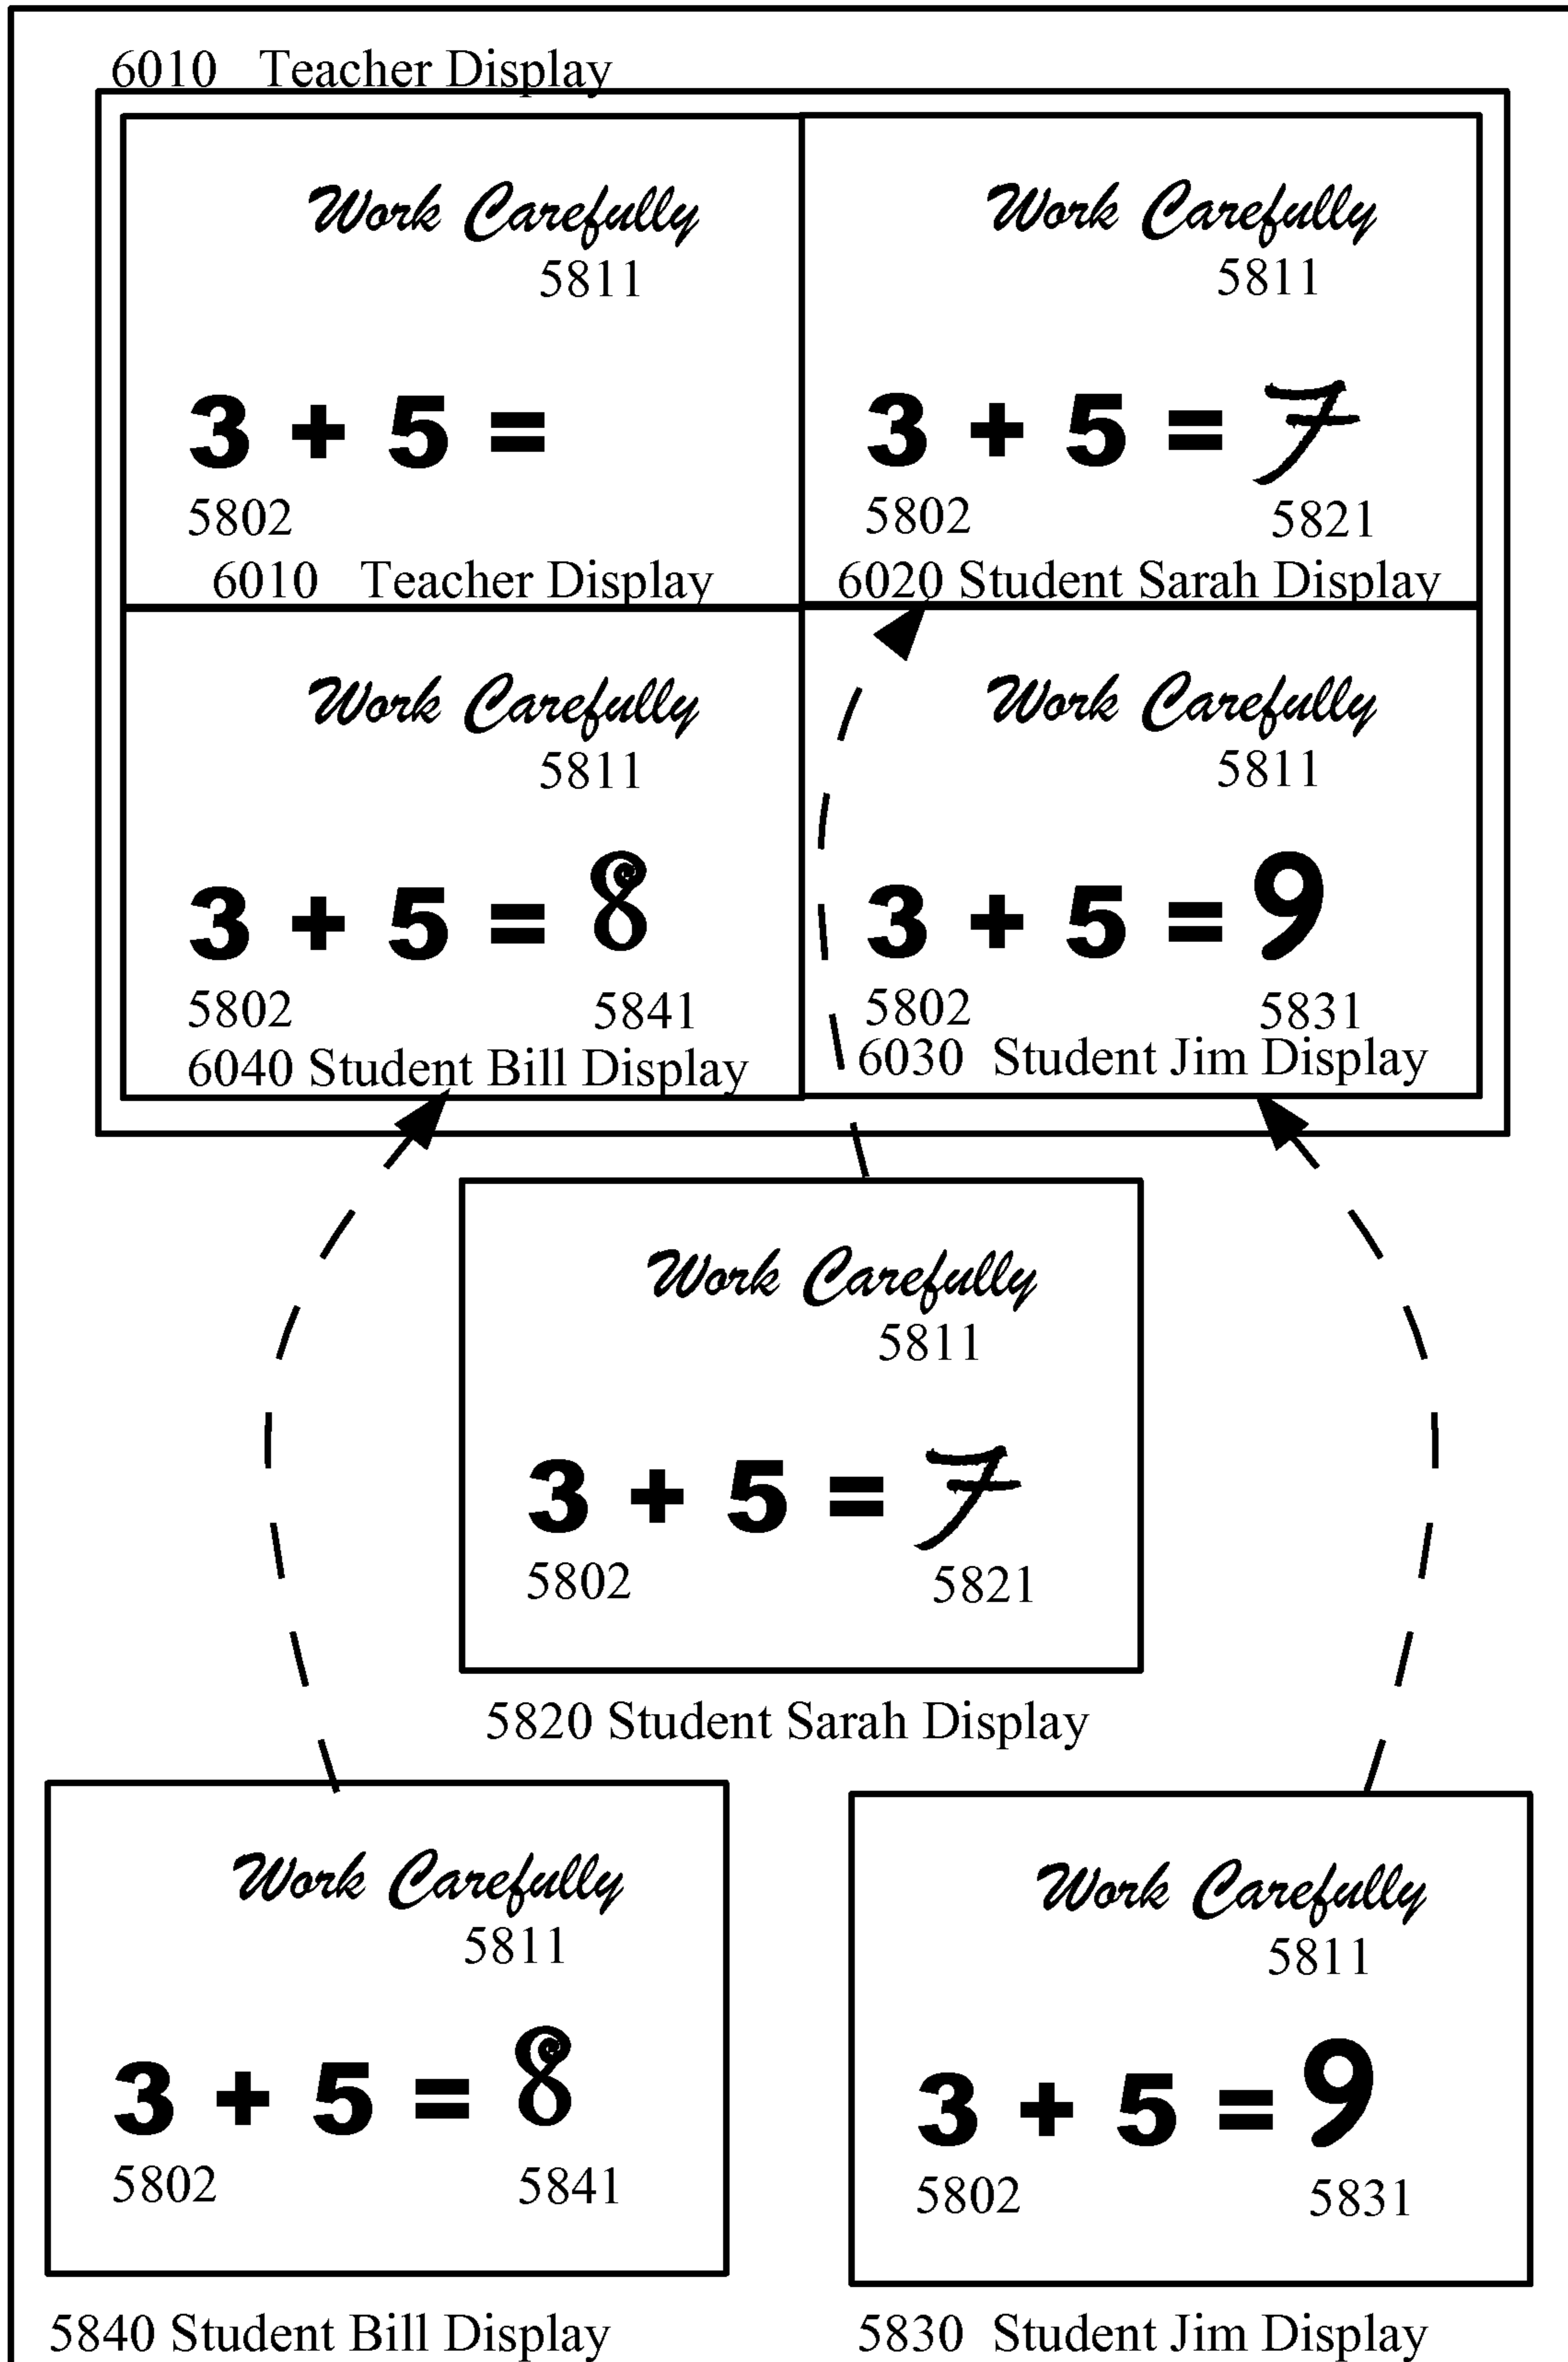 6010 Teacher Display
Work Carefully
5811
3 + 5 =
5802
6010 Teacher Display
Work Carefully
5811
3 + 5 = 7
5802 5821
6020 Student Sarah Display
Work Carefully
5811
3 + 5 = 8
5802 5841
6040 Student Bill Display
Work Carefully
5811
3 + 5 = 9
5802 5831
6030 Student Jim Display
Work Carefully
5811
3 + 5 = 7
5802 5821
5820 Student Sarah Display
Work Carefully
5811
3 + 5 = 8
5802 5841
5840 Student Bill Display
Work Carefully
5811
3 + 5 = 9
5802 5831
5830 Student Jim Display